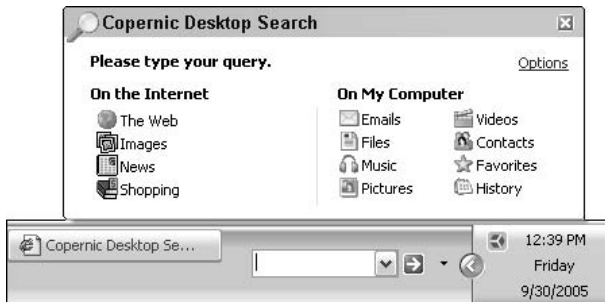 Copernic Desktop Search
Please type your query.
Options
On the Internet
The Web
Images
News
Shopping
On My Computer
Emails
Files
Music
Pictures
Videos
Contacts
Favorites
History
Copernic Desktop Se...
12:39 PM
Friday
9/30/2005